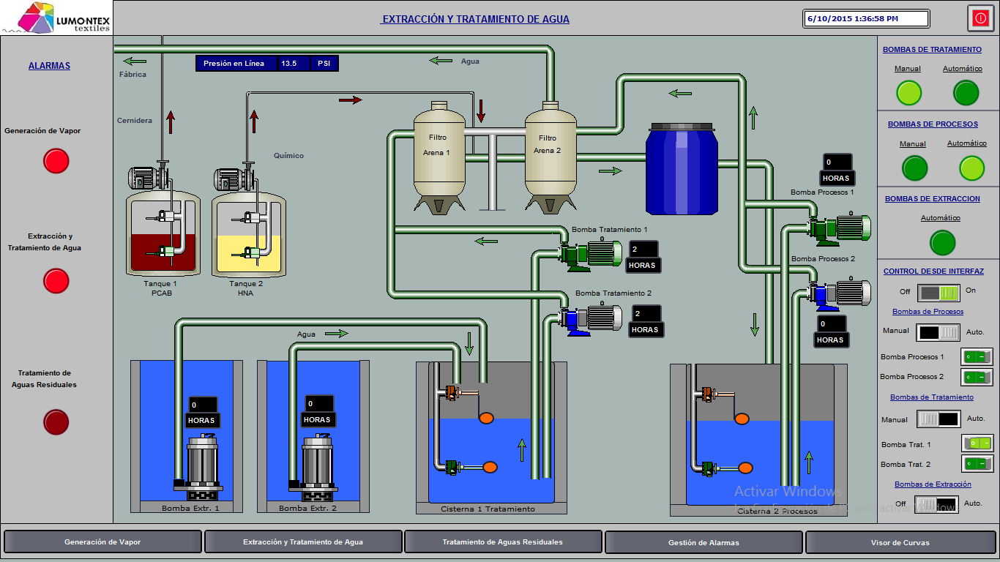 LUMONTEX
textiles
EXTRACCIÓN Y TRATAMIENTO DE AGUA
6/10/2015 1:36:58 PM
ALARMAS
Generación de Vapor
Extracción y
Tratamiento de Agua
Tratamiento de
Aguas Residuales
Fábrica
Presión en Línea 13.5 PSI
Agua
Cernidera
Químico
Filtro
Arena 1
Filtro
Arena 2
Tanque 1
PCAB
Tanque 2
HNA
0
HORAS
Bomba Procesos 1
Bomba Tratamiento 1
2
HORAS
Bomba Procesos 2
Bomba Tratamiento 2
2
HORAS
0
HORAS
Agua
0
HORAS
0
HORAS
Bomba Extr. 1
Bomba Extr. 2
Cisterna 1 Tratamiento
Cisterna 2 Procesos
Activar Windows
BOMBAS DE TRATAMIENTO
Manual Automático
BOMBAS DE PROCESOS
Manual Automático
BOMBAS DE EXTRACCION
Automático
CONTROL DESDE INTERFAZ
Off On
Bombas de Procesos
Manual Auto.
Bomba Procesos 1
Bomba Procesos 2
Bombas de Tratamiento
Manual Auto.
Bomba Trat. 1
Bomba Trat. 2
Bombas de Extracción
Off Auto.
Generación de Vapor
Extracción y Tratamiento de Agua
Tratamiento de Aguas Residuales
Gestión de Alarmas
Visor de Curvas